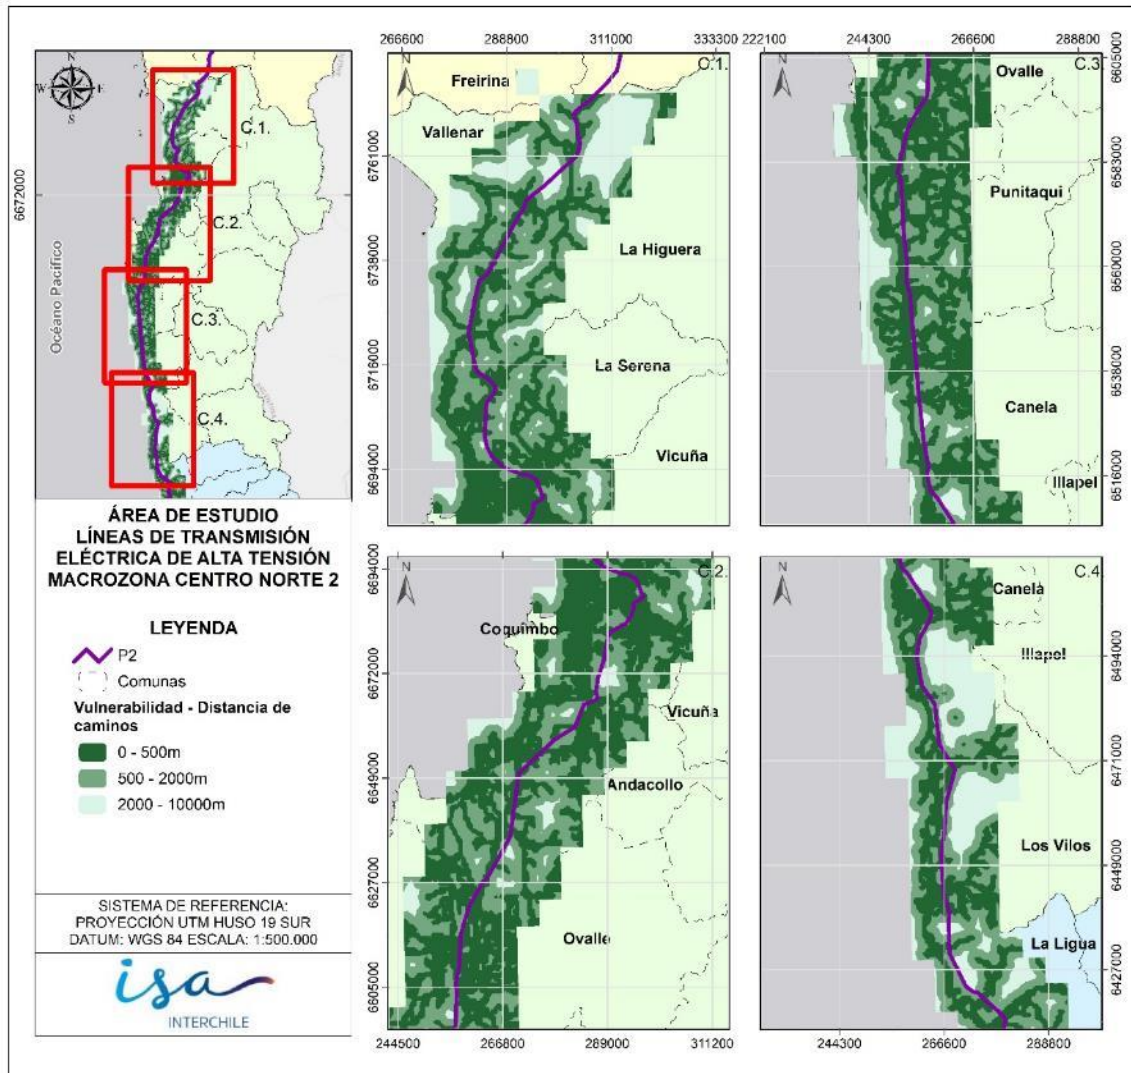 N
W
E
S
C.1.
C.2.
C.3.
C.4.
6672000
Océano Pacífico
ÁREA DE ESTUDIO
LÍNEAS DE TRANSMISIÓN
ELÉCTRICA DE ALTA TENSIÓN
MACROZONA CENTRO NORTE 2
LEYENDA
P2
Comunas
Vulnerabilidad - Distancia de
caminos
0 - 500m
500 - 2000m
2000 - 10000m
SISTEMA DE REFERENCIA:
PROYECCIÓN UTM HUSO 19 SUR
DATUM: WGS 84 ESCALA: 1:500.000
isa
INTERCHILE
266600 288800 311000 333300
N
C.1.
Freirina
Vallenar
La Higuera
La Serena
Vicuña
6761000
6738000
6716000
6694000
222100 244300 266600 288800
N
C.3
Ovalle
Punitaqui
Canela
Illapel
6605000
6583000
6560000
6538000
6516000
N
C.2.
Coquimbo
Vicuña
Andacollo
Ovalle
6694000
6672000
6649000
6627000
6605000
244500 266800 289000 311200
N
C.4
Canela
Illapel
Los Vilos
La Ligua
6494000
6471000
6449000
6427000
244300 266600 288800